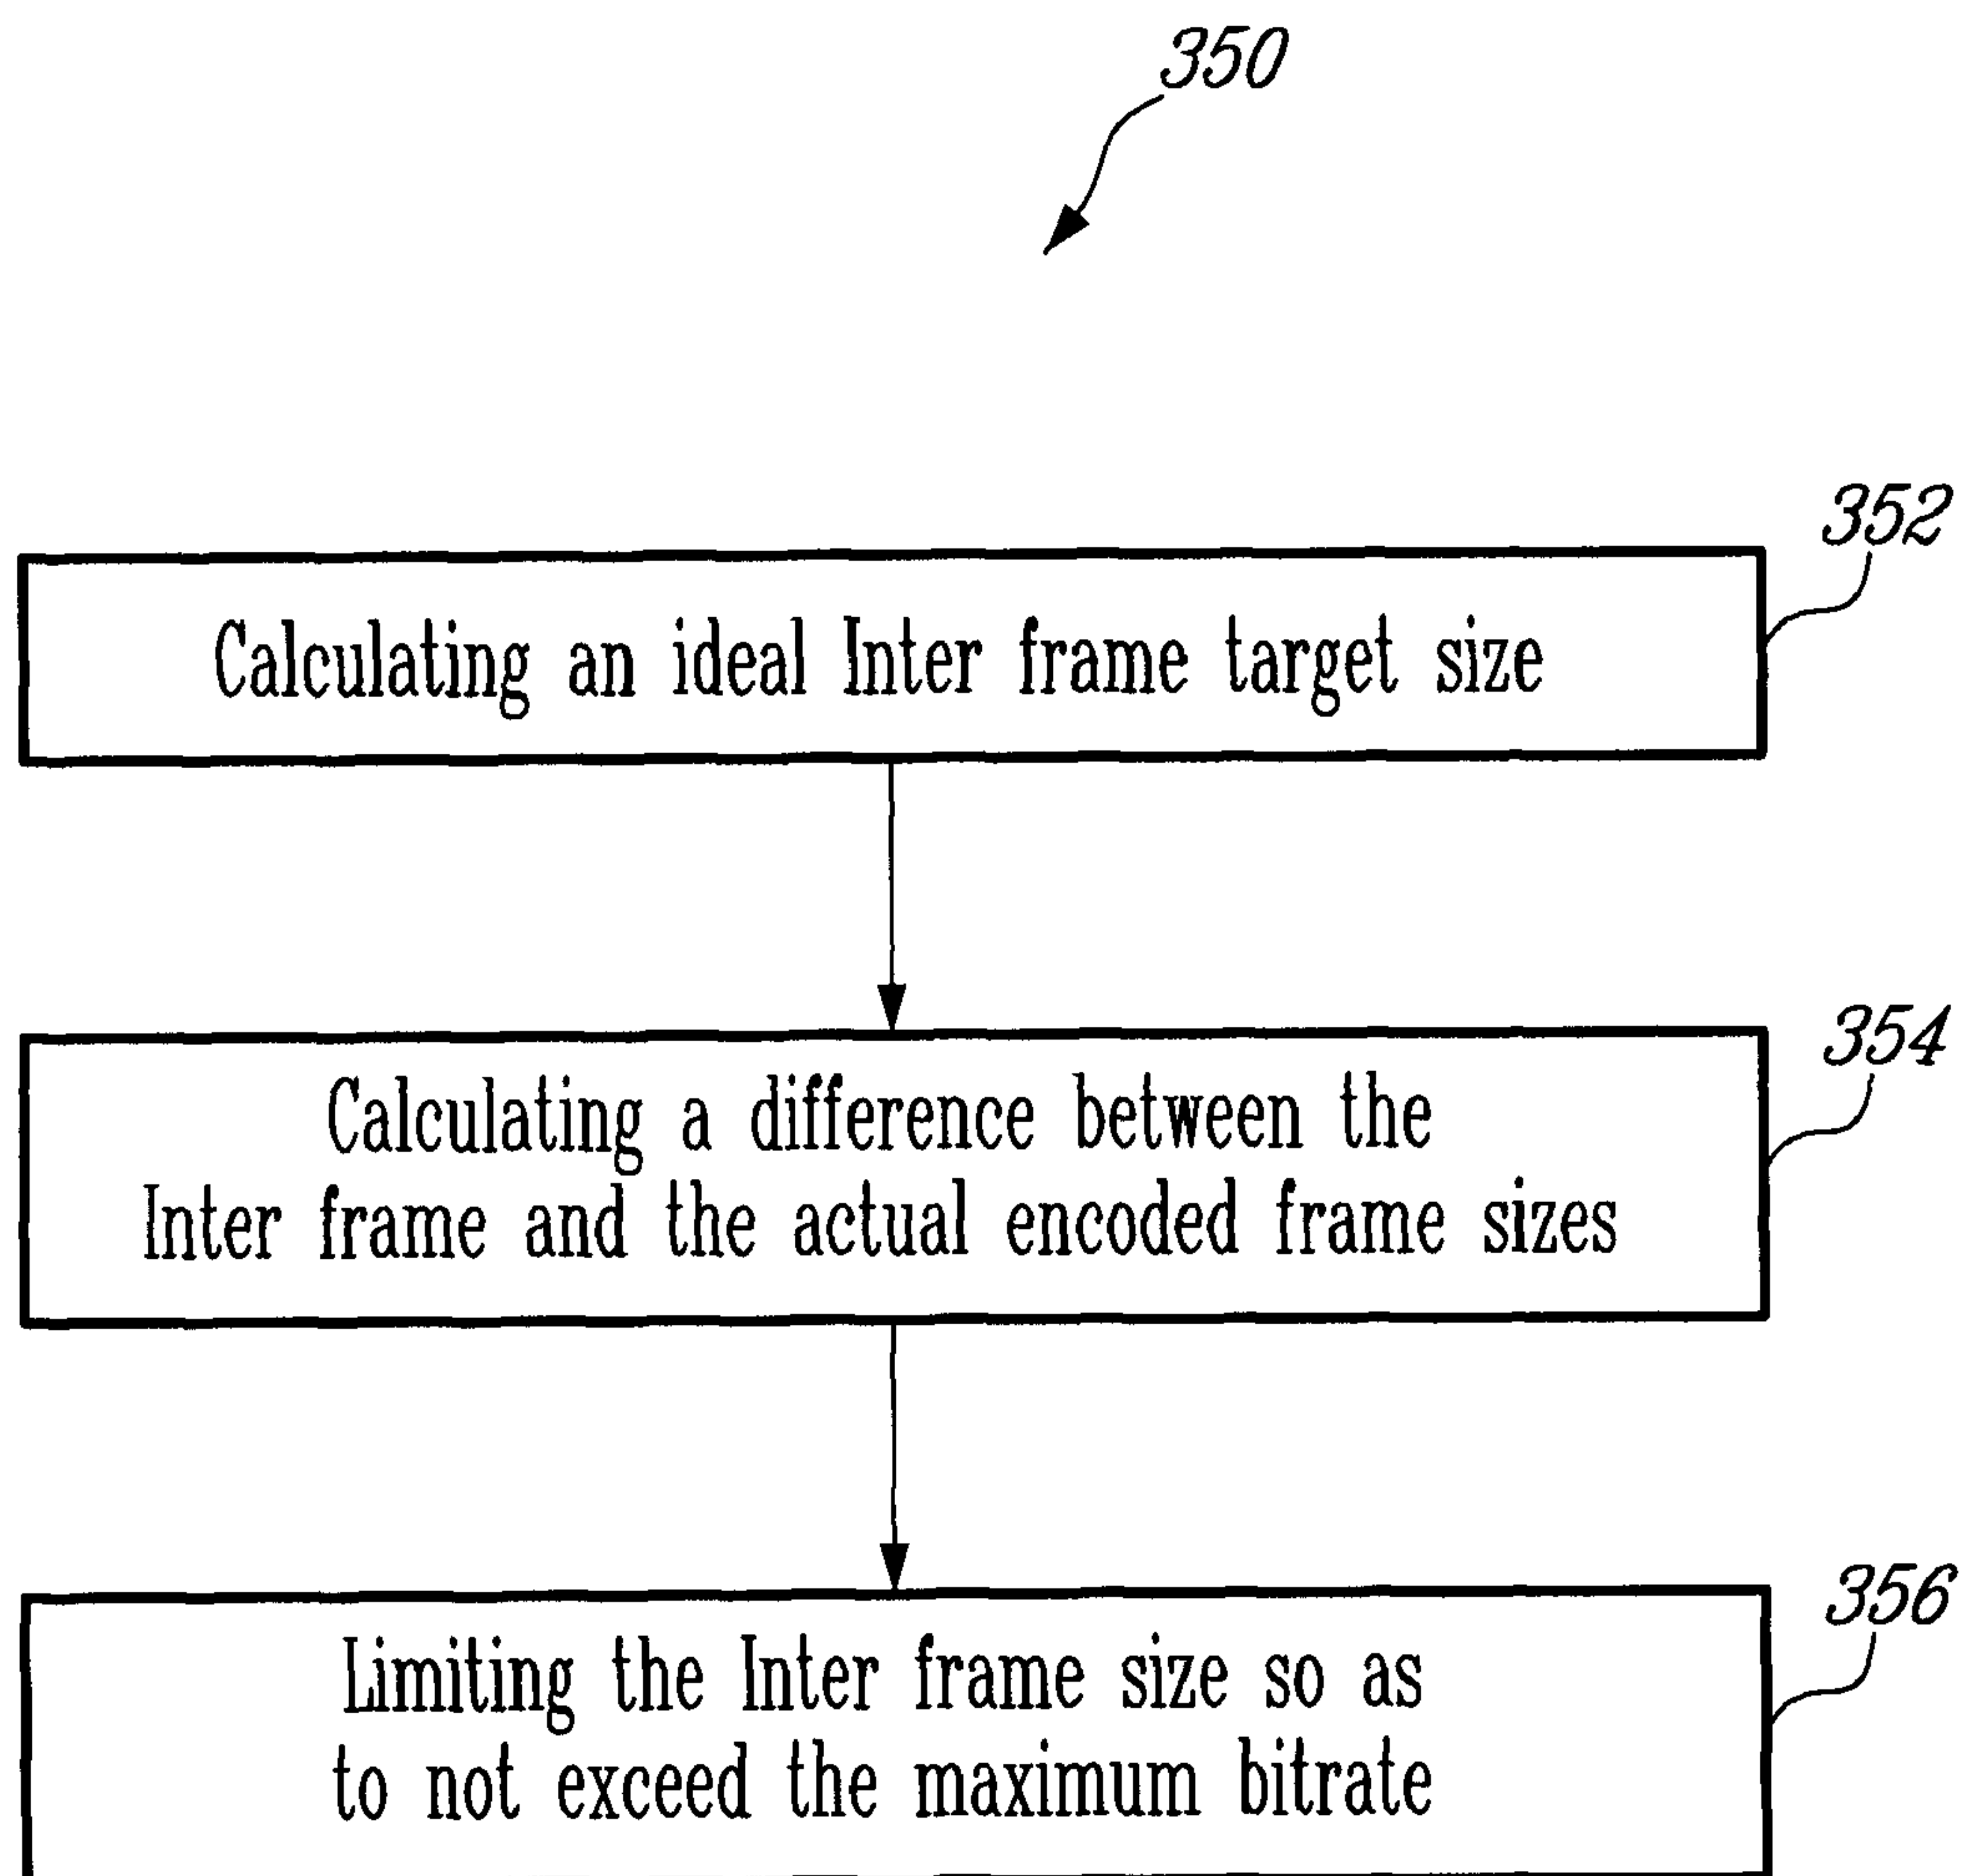 350
352
Calculating an ideal Inter frame target size
354
Calculating a difference between the
Inter frame and the actual encoded frame sizes
356
Limiting the Inter frame size so as
to not exceed the maximum bitrate